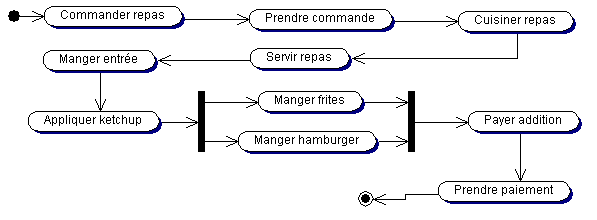 Commander repas
Prendre commande
Cuisiner repas
Servir repas
Manger entrée
Appliquer ketchup
Manger frites
Manger hamburger
Payer addition
Prendre paiement